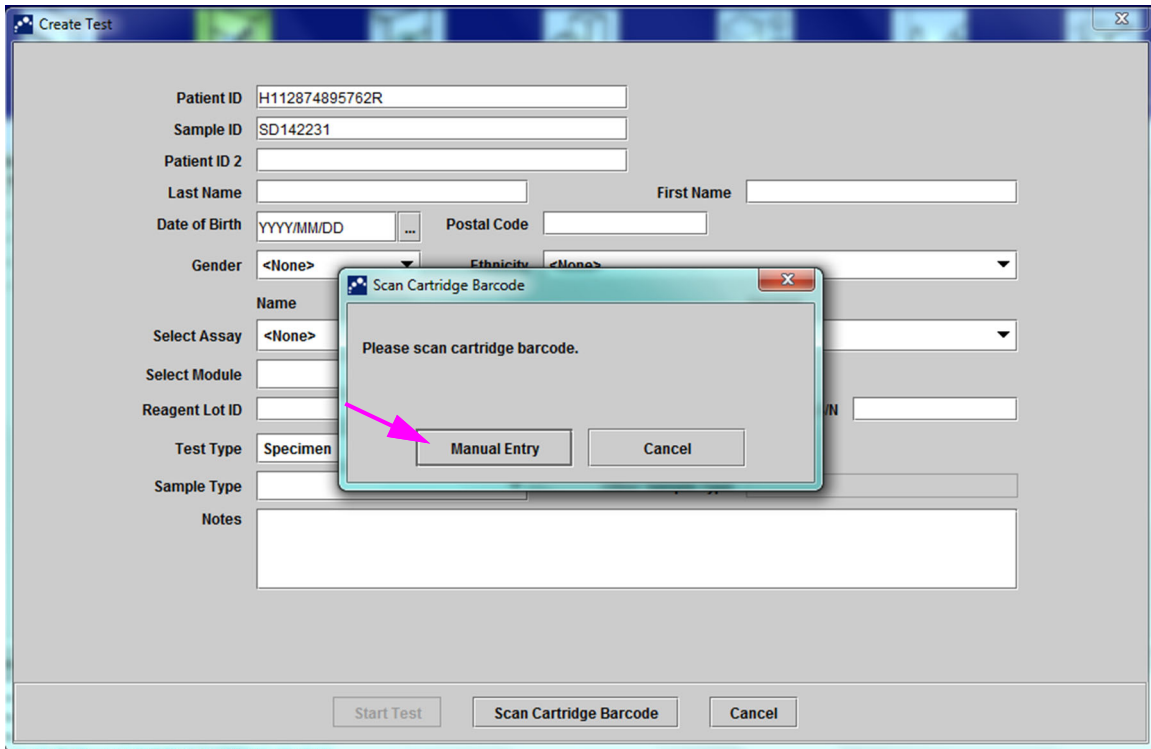 Create Test
Patient ID H112874895762R
Sample ID SD142231
Patient ID 2
Last Name First Name
Date of Birth YYYY/MM/DD ... Postal Code
Gender <None> Ethnicity <None>
Scan Cartridge Barcode
Name
Select Assay <None>
Please scan cartridge barcode.
Select Module
Reagent Lot ID /N
Manual Entry Cancel
Test Type Specimen
Sample Type
Notes
Start Test Scan Cartridge Barcode Cancel